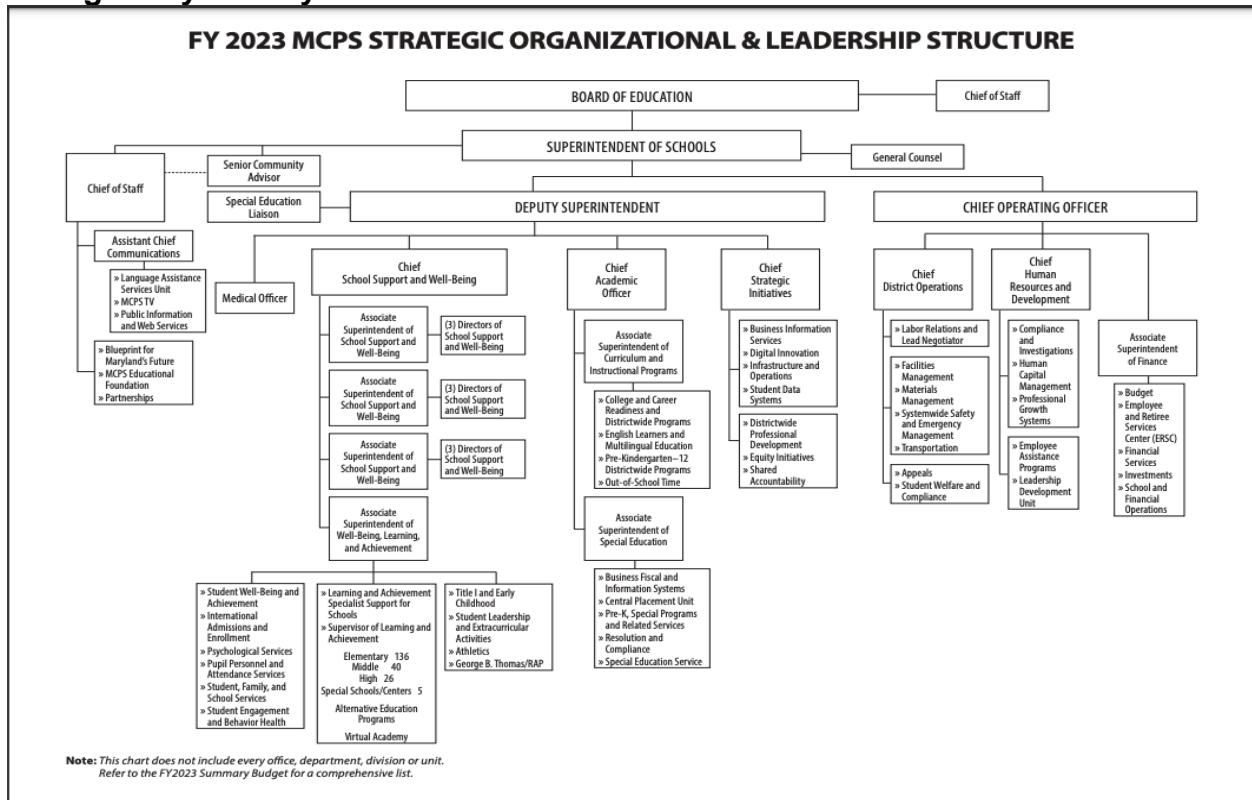 FY 2023 MCPS STRATEGIC ORGANIZATIONAL & LEADERSHIP STRUCTURE
BOARD OF EDUCATION
Chief of Staff
SUPERINTENDENT OF SCHOOLS
General Counsel
Chief of Staff
Senior Community
Advisor
Special Education
Liaison
DEPUTY SUPERINTENDENT
CHIEF OPERATING OFFICER
Assistant Chief
Communications
» Language Assistance
Services Unit
» MCPS TV
» Public Information
and Web Services
» Blueprint for
Maryland's Future
» MCPS Educational
Foundation
» Partnerships
Medical Officer
Chief
School Support and Well-Being
Associate
Superintendent of
School Support and
Well-Being
(3) Directors of
School Support
and Well-Being
Associate
Superintendent of
School Support and
Well-Being
(3) Directors of
School Support
and Well-Being
Associate
Superintendent of
School Support and
Well-Being
(3) Directors of
School Support
and Well-Being
Associate
Superintendent of
Well-Being, Learning,
and Achievement
» Student Well-Being and
Achievement
» International
Admissions and
Enrollment
» Psychological Services
» Pupil Personnel and
Attendance Services
» Student, Family, and
School Services
» Student Engagement
and Behavior Health
» Learning and Achievement
Specialist Support for
Schools
» Supervisor of Learning and
Achievement
Elementary 136
Middle 40
High 26
Special Schools/Centers 5
Alternative Education
Programs
Virtual Academy
» Title I and Early
Childhood
» Student Leadership
and Extracurricular
Activities
» Athletics
» George B. Thomas/RAP
Chief
Academic
Officer
Associate
Superintendent of
Curriculum and
Instructional Programs
» College and Career
Readiness and
Districtwide Programs
» English Learners and
Multilingual Education
» Pre-Kindergarten–12
Districtwide Programs
» Out-of-School Time
Associate
Superintendent of
Special Education
» Business Fiscal and
Information Systems
» Central Placement Unit
» Pre-K, Special Programs
and Related Services
» Resolution and
Compliance
» Special Education Service
Chief
Strategic
Initiatives
» Business Information
Services
» Digital Innovation
» Infrastructure and
Operations
» Student Data
Systems
» Districtwide
Professional
Development
» Equity Initiatives
» Shared
Accountability
Chief
District Operations
» Labor Relations and
Lead Negotiator
» Facilities
Management
» Materials
Management
» Systemwide Safety
and Emergency
Management
» Transportation
» Appeals
» Student Welfare and
Compliance
Chief
Human
Resources and
Development
» Compliance
and
Investigations
» Human
Capital
Management
» Professional
Growth
Systems
» Employee
Assistance
Programs
» Leadership
Development
Unit
Associate
Superintendent
of Finance
» Budget
» Employee
and Retiree
Services
Center (ERSC)
» Financial
Services
» Investments
» School and
Financial
Operations
Note: This chart does not include every office, department, division or unit.
Refer to the FY2023 Summary Budget for a comprehensive list.